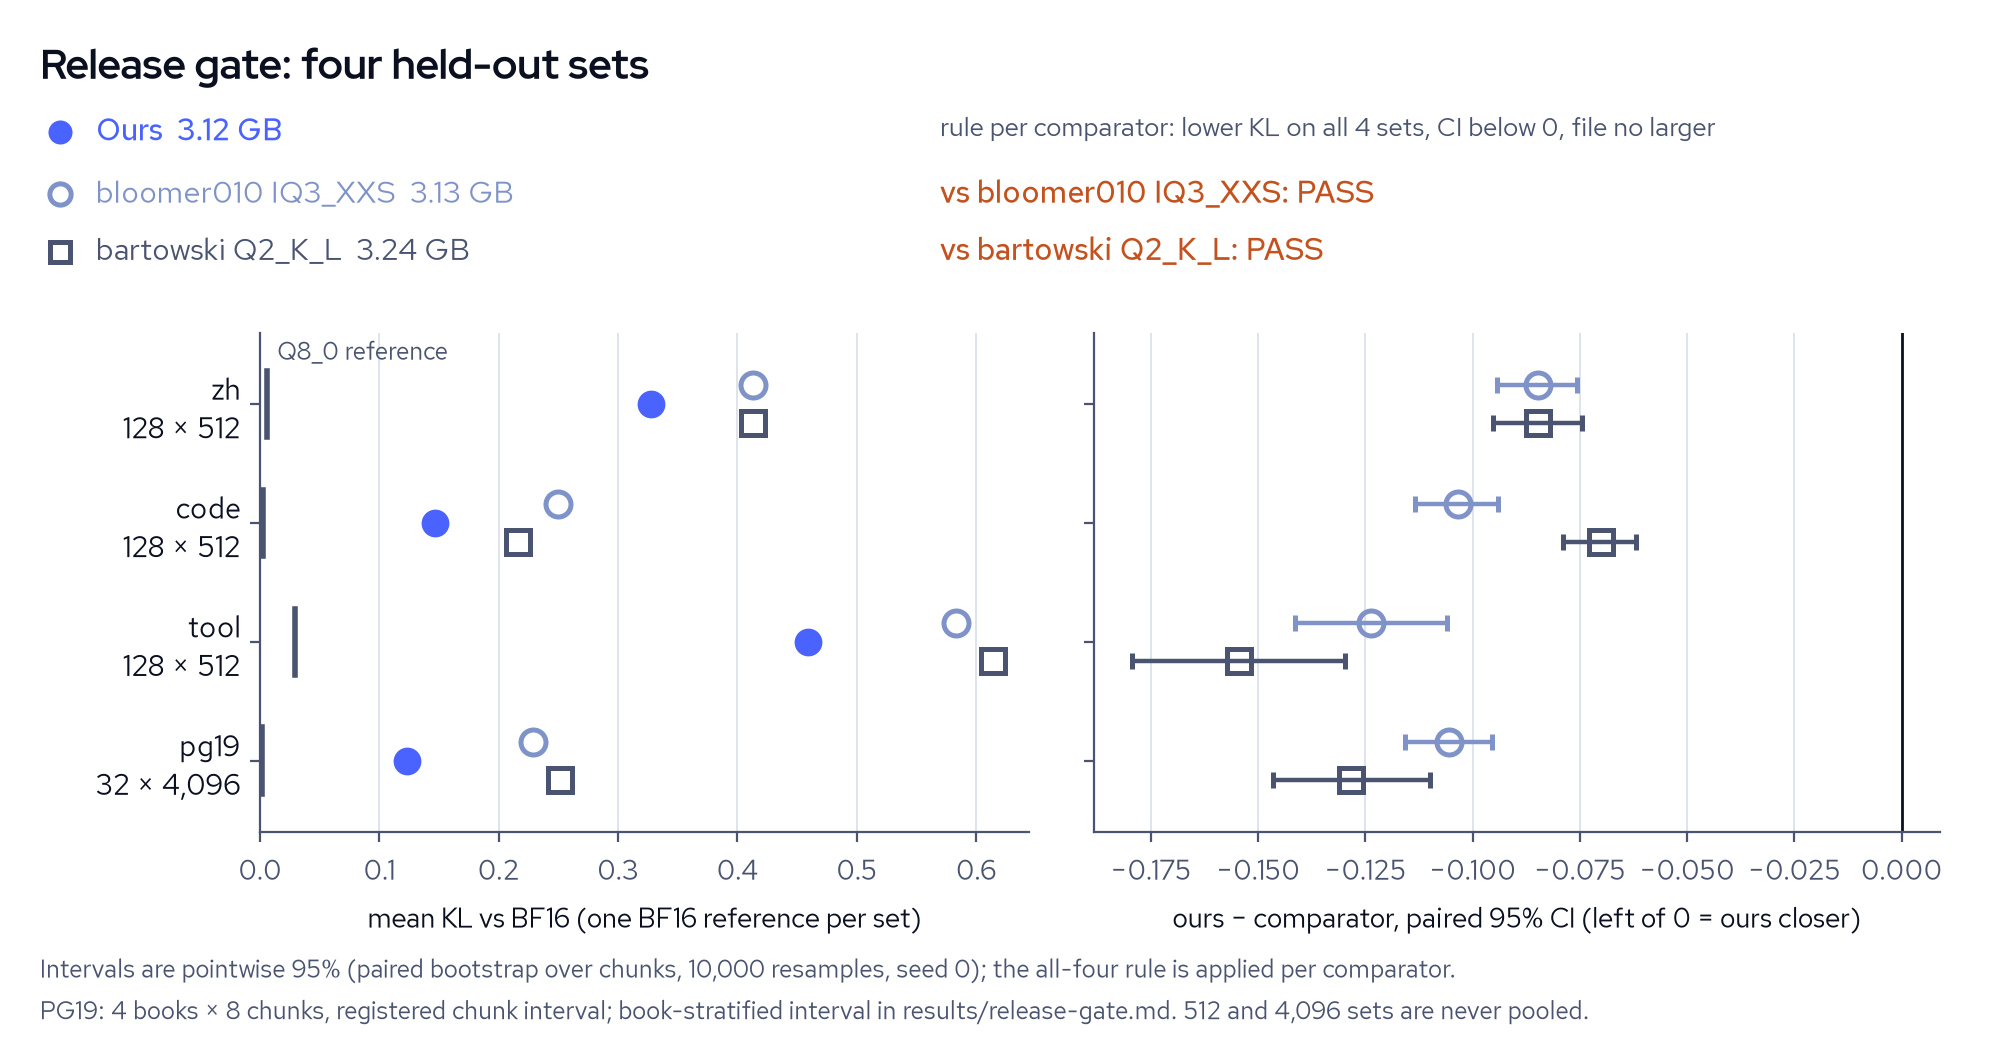 Release gate: four held-out sets
Ours 3.12 GB
rule per comparator: lower KL on all 4 sets, CI below 0, file no larger
bloomer010 IQ3_XXS 3.13 GB
vs bloomer010 IQ3_XXS: PASS
bartowski Q2_K_L 3.24 GB
vs bartowski Q2_K_L: PASS
Q8_0 reference
zh
128 × 512
code
128 × 512
tool
128 × 512
pg19
32 × 4,096
0.0 0.1 0.2 0.3 0.4 0.5 0.6
mean KL vs BF16 (one BF16 reference per set)
−0.175 −0.150 −0.125 −0.100 −0.075 −0.050 −0.025 0.000
ours − comparator, paired 95% CI (left of 0 = ours closer)
Intervals are pointwise 95% (paired bootstrap over chunks, 10,000 resamples, seed 0); the all-four rule is applied per comparator.
PG19: 4 books × 8 chunks, registered chunk interval; book-stratified interval in results/release-gate.md. 512 and 4,096 sets are never pooled.